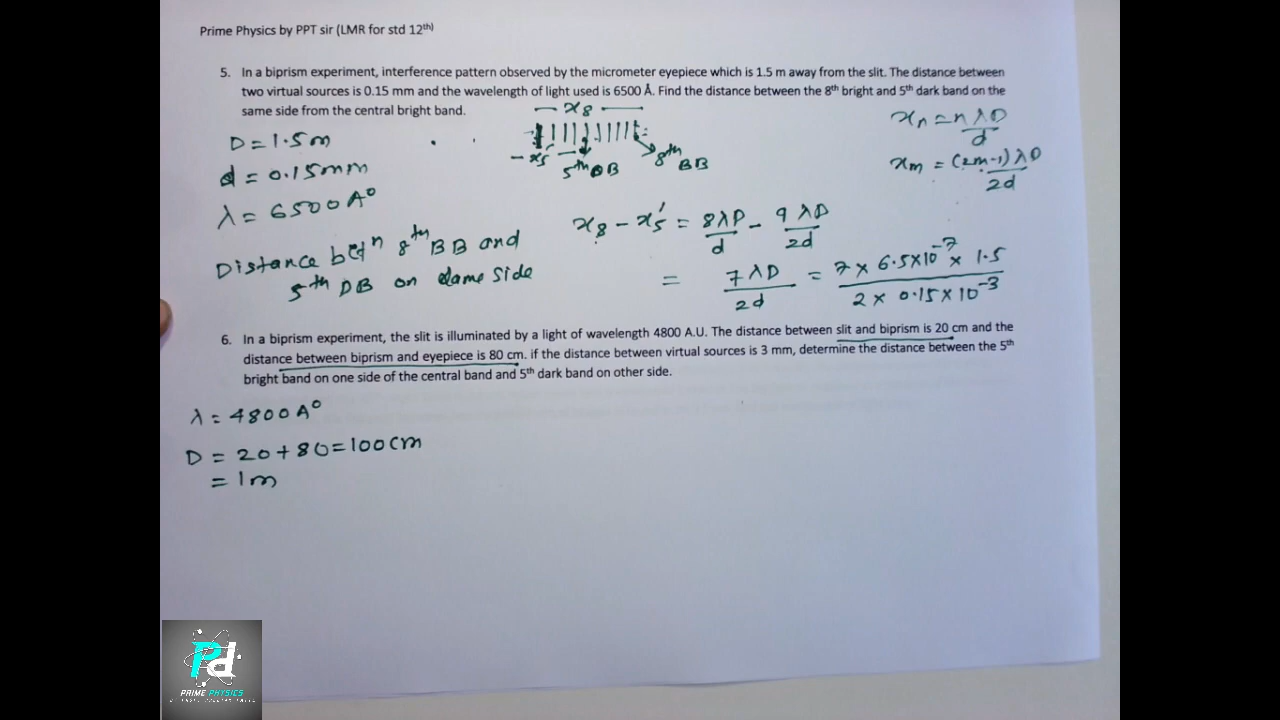 Prime Physics by PPT sir (LMR for std 12th)
5. In a biprism experiment, interference pattern observed by the micrometer eyepiece which is 1.5 m away from the slit. The distance between
two virtual sources is 0.15 mm and the wavelength of light used is 6500 Å. Find the distance between the 8th bright and 5th dark band on the
same side from the central bright band.
x8
D = 1.5m
d = 0.15mm
λ = 6500 A°
x5
5th DB
8th BB
xn = nλD/d
xm = (2m-1)λD/2d
Distance betn 8th BB and
5th DB on same side
x8 - x5' = 8λD/d - 9λD/2d
= 7λD/2d = 7 x 6.5x10^-7 x 1.5 / 2 x 0.15x10^-3
6. In a biprism experiment, the slit is illuminated by a light of wavelength 4800 A.U. The distance between slit and biprism is 20 cm and the
distance between biprism and eyepiece is 80 cm. if the distance between virtual sources is 3 mm, determine the distance between the 5th
bright band on one side of the central band and 5th dark band on other side.
λ = 4800A°
D = 20+80=100cm
= 1m
Pd
PRIME PHYSICS